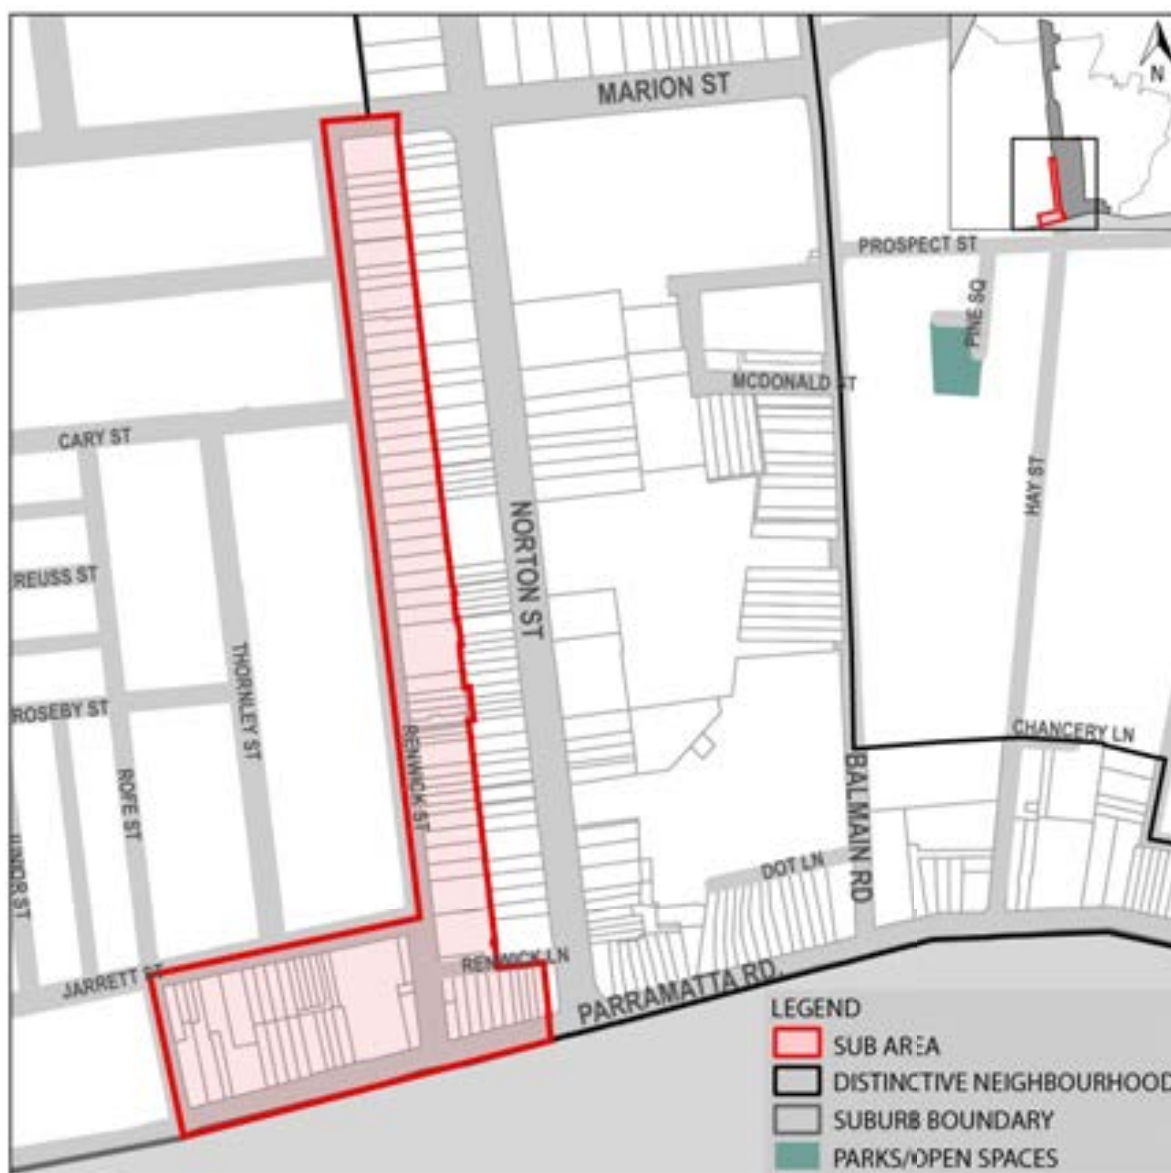 MARION ST
N
PROSPECT ST
PINE SQ
MCDONALD ST
CARY ST
HAY ST
NORTON ST
REUSS ST
THORNLEY ST
ROSEBY ST
RENWICK ST
CHANCERY LN
ROFE ST
BALMAIN RD
DOT LN
RENWICK LN
JARRETT ST
PARRAMATTA RD.
LEGEND
SUB AREA
DISTINCTIVE NEIGHBOURHOOD
SUBURB BOUNDARY
PARKS/OPEN SPACES